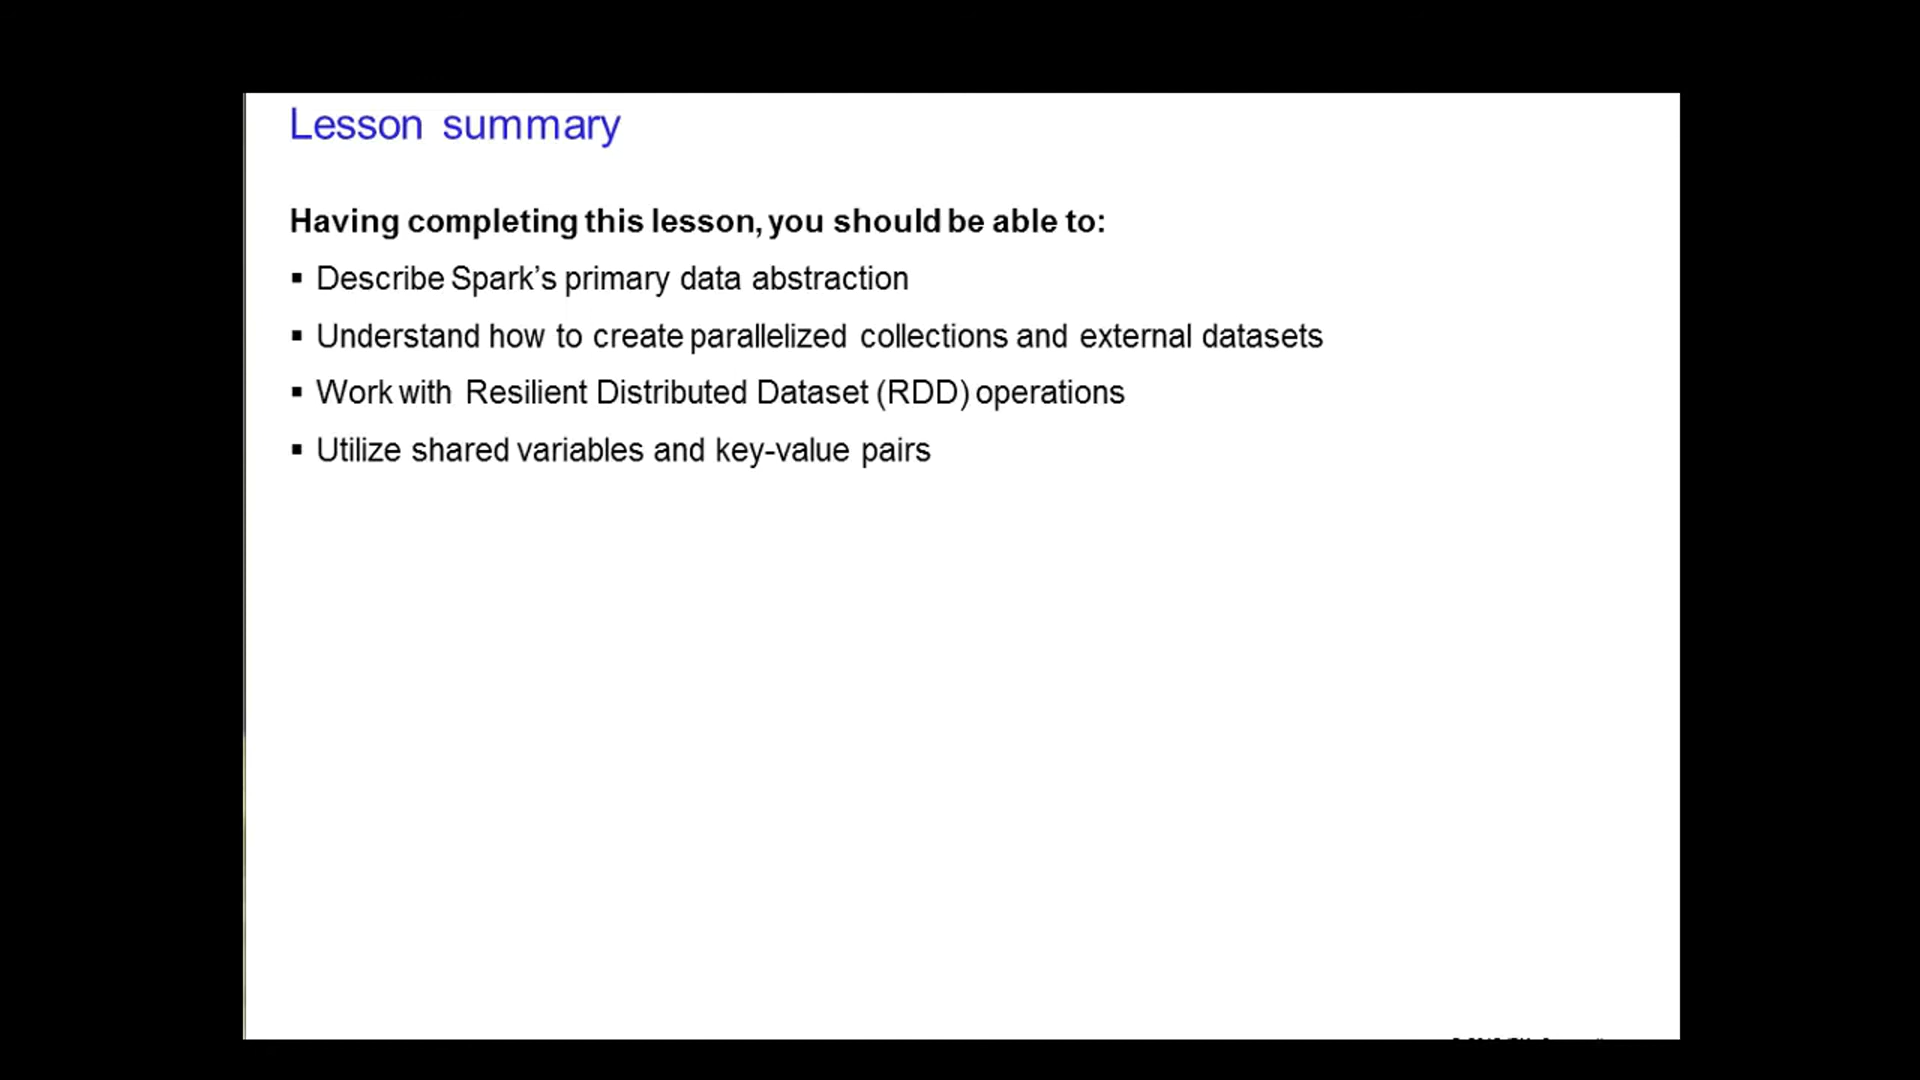 Lesson summary
Having completing this lesson, you should be able to:
▪ Describe Spark’s primary data abstraction
▪ Understand how to create parallelized collections and external datasets
▪ Work with Resilient Distributed Dataset (RDD) operations
▪ Utilize shared variables and key-value pairs